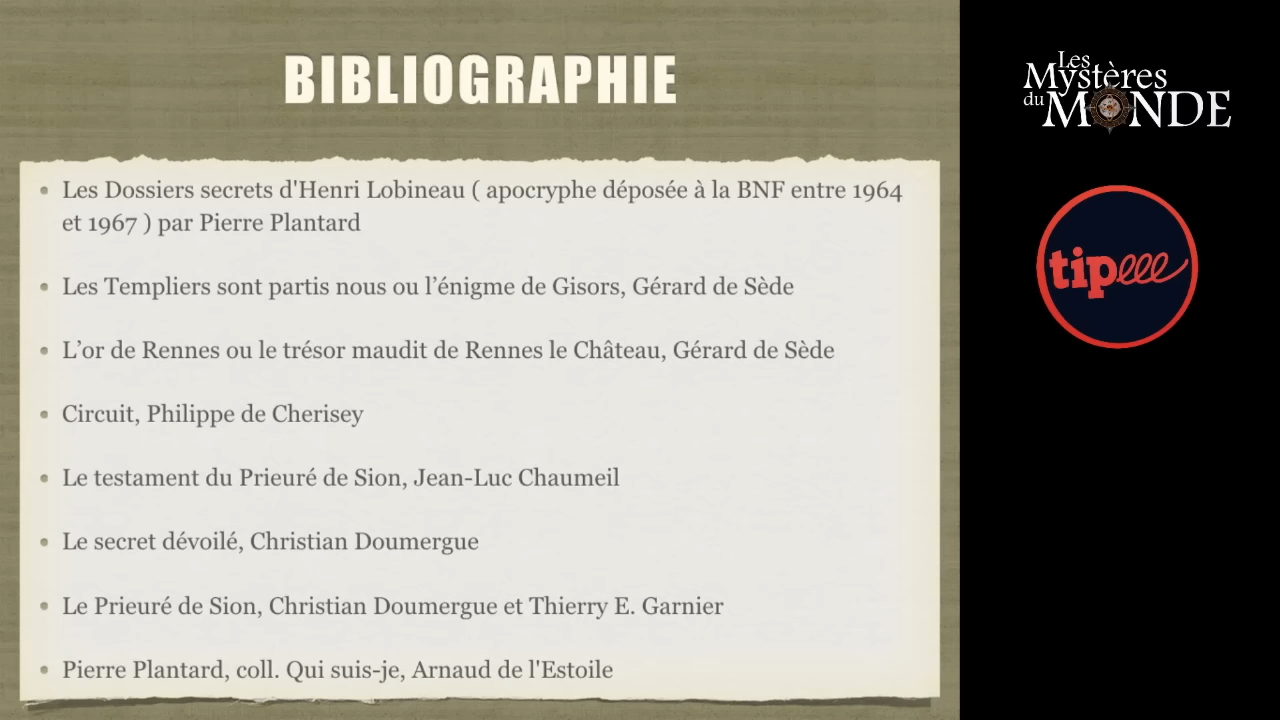 BIBLIOGRAPHIE
Les Dossiers secrets d'Henri Lobineau ( apocryphe déposée à la BNF entre 1964
et 1967 ) par Pierre Plantard
Les Templiers sont partis nous ou l’énigme de Gisors, Gérard de Sède
L’or de Rennes ou le trésor maudit de Rennes le Château, Gérard de Sède
Circuit, Philippe de Cherisey
Le testament du Prieuré de Sion, Jean-Luc Chaumeil
Le secret dévoilé, Christian Doumergue
Le Prieuré de Sion, Christian Doumergue et Thierry E. Garnier
Pierre Plantard, coll. Qui suis-je, Arnaud de l'Estoile
Les
Mystères
du MONDE
tipeee